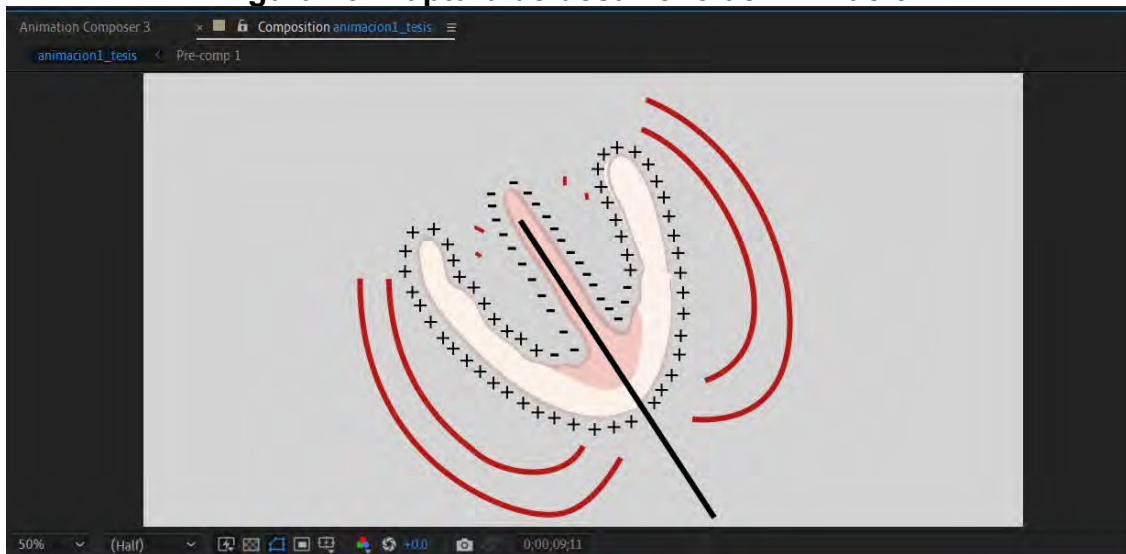 Animation Composer 3 × Composition animacion1_tesis ≡
animacion1_tesis < Pre-comp 1
50% (Half) +0.0 0;00;09;11